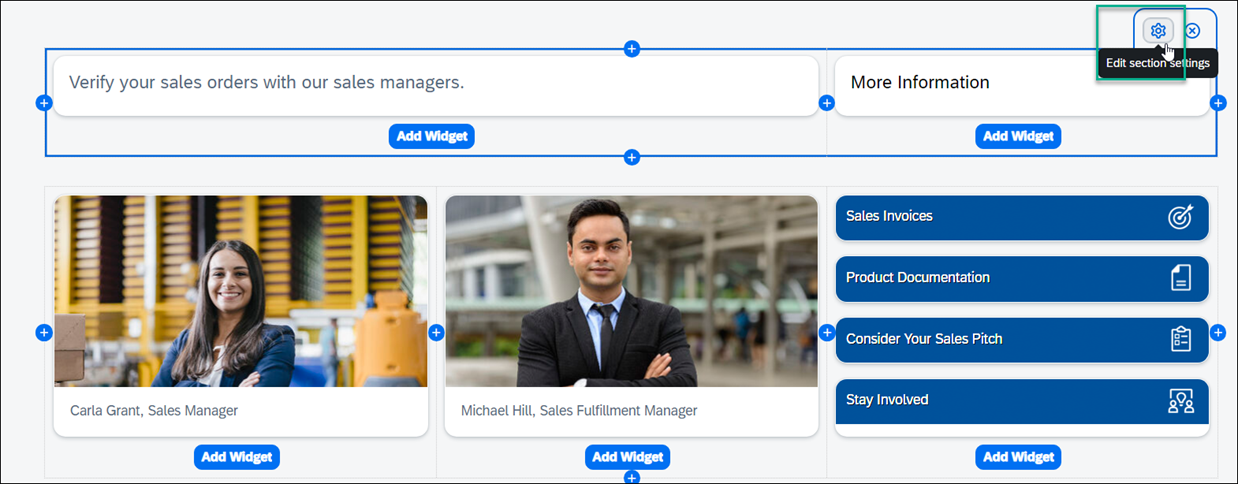 Edit section settings
Verify your sales orders with our sales managers.
More Information
Add Widget
Add Widget
Carla Grant, Sales Manager
Michael Hill, Sales Fulfillment Manager
Sales Invoices
Product Documentation
Consider Your Sales Pitch
Stay Involved
Add Widget
Add Widget
Add Widget